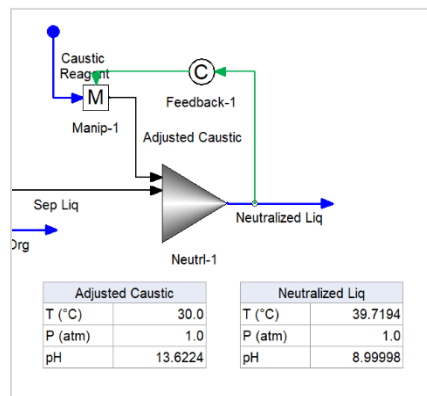 Caustic
Reagent
C
M
Feedback-1
Manip-1
Adjusted Caustic
Sep Liq
Neutralized Liq
Org
Neutrl-1
Adjusted Caustic
T (°C) 30.0
P (atm) 1.0
pH 13.6224
Neutralized Liq
T (°C) 39.7194
P (atm) 1.0
pH 8.99998